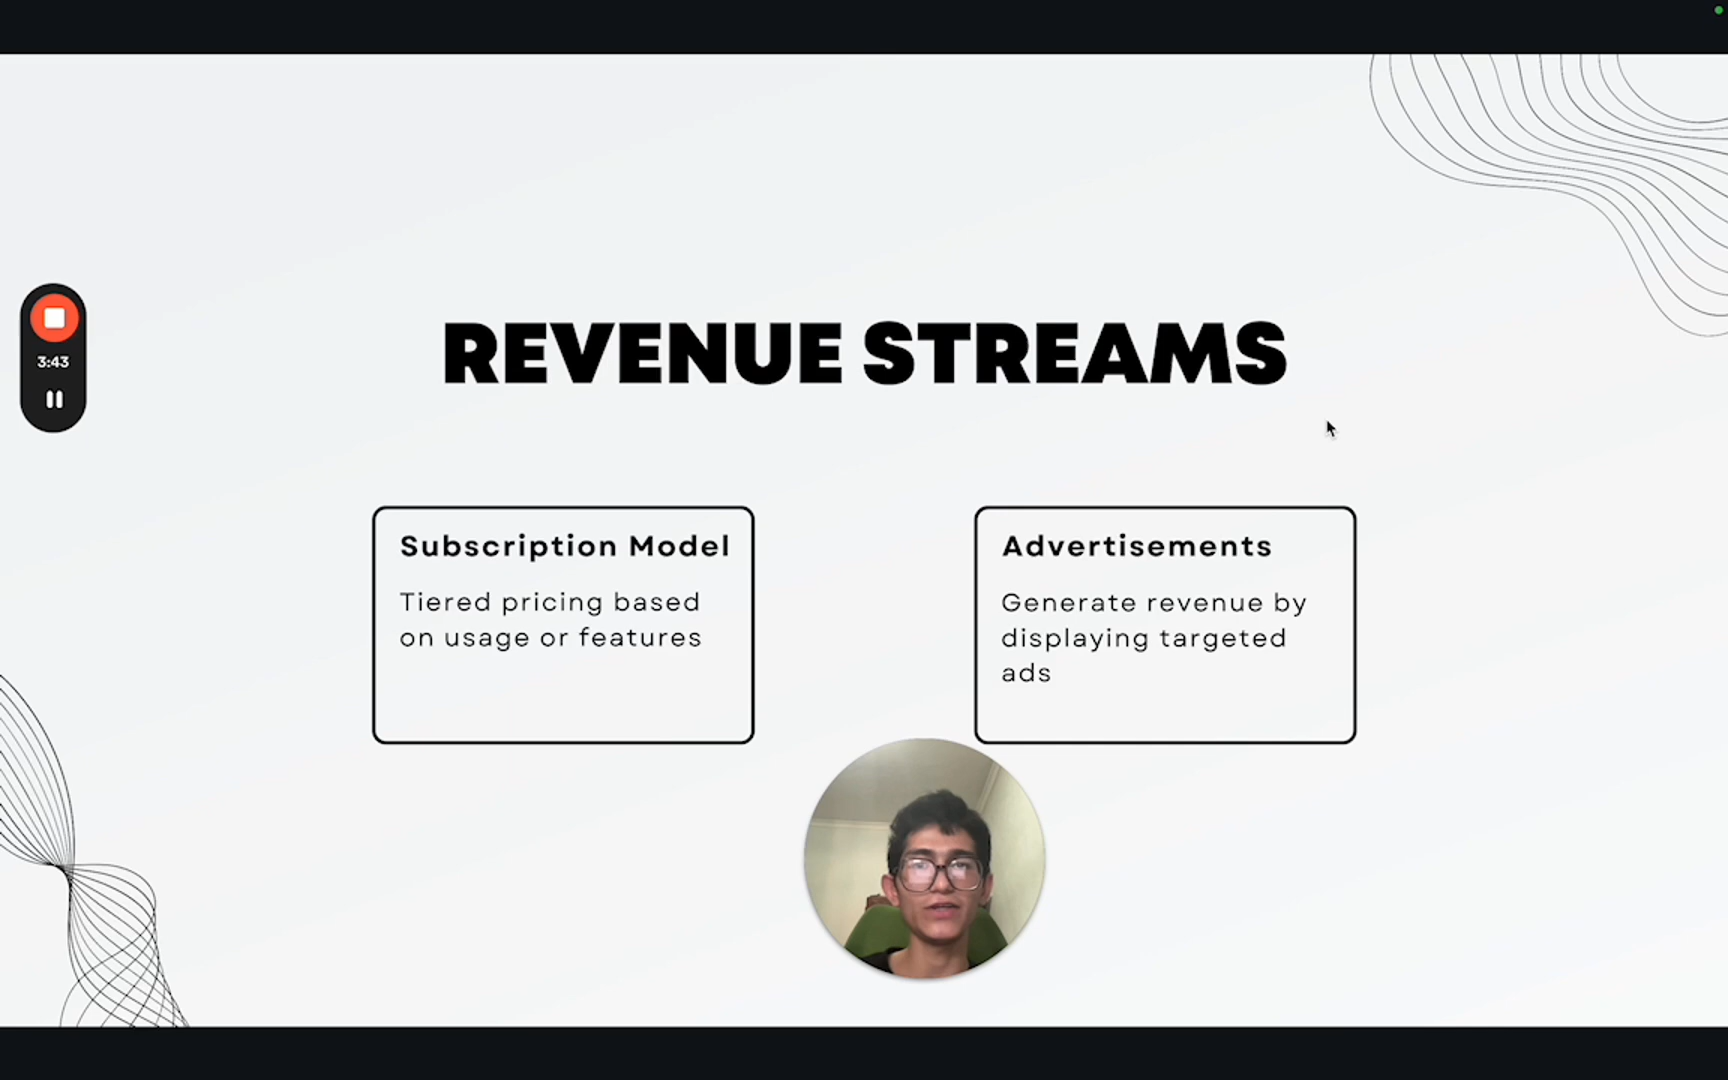 3:43
REVENUE STREAMS
Subscription Model
Tiered pricing based
on usage or features
Advertisements
Generate revenue by
displaying targeted
ads